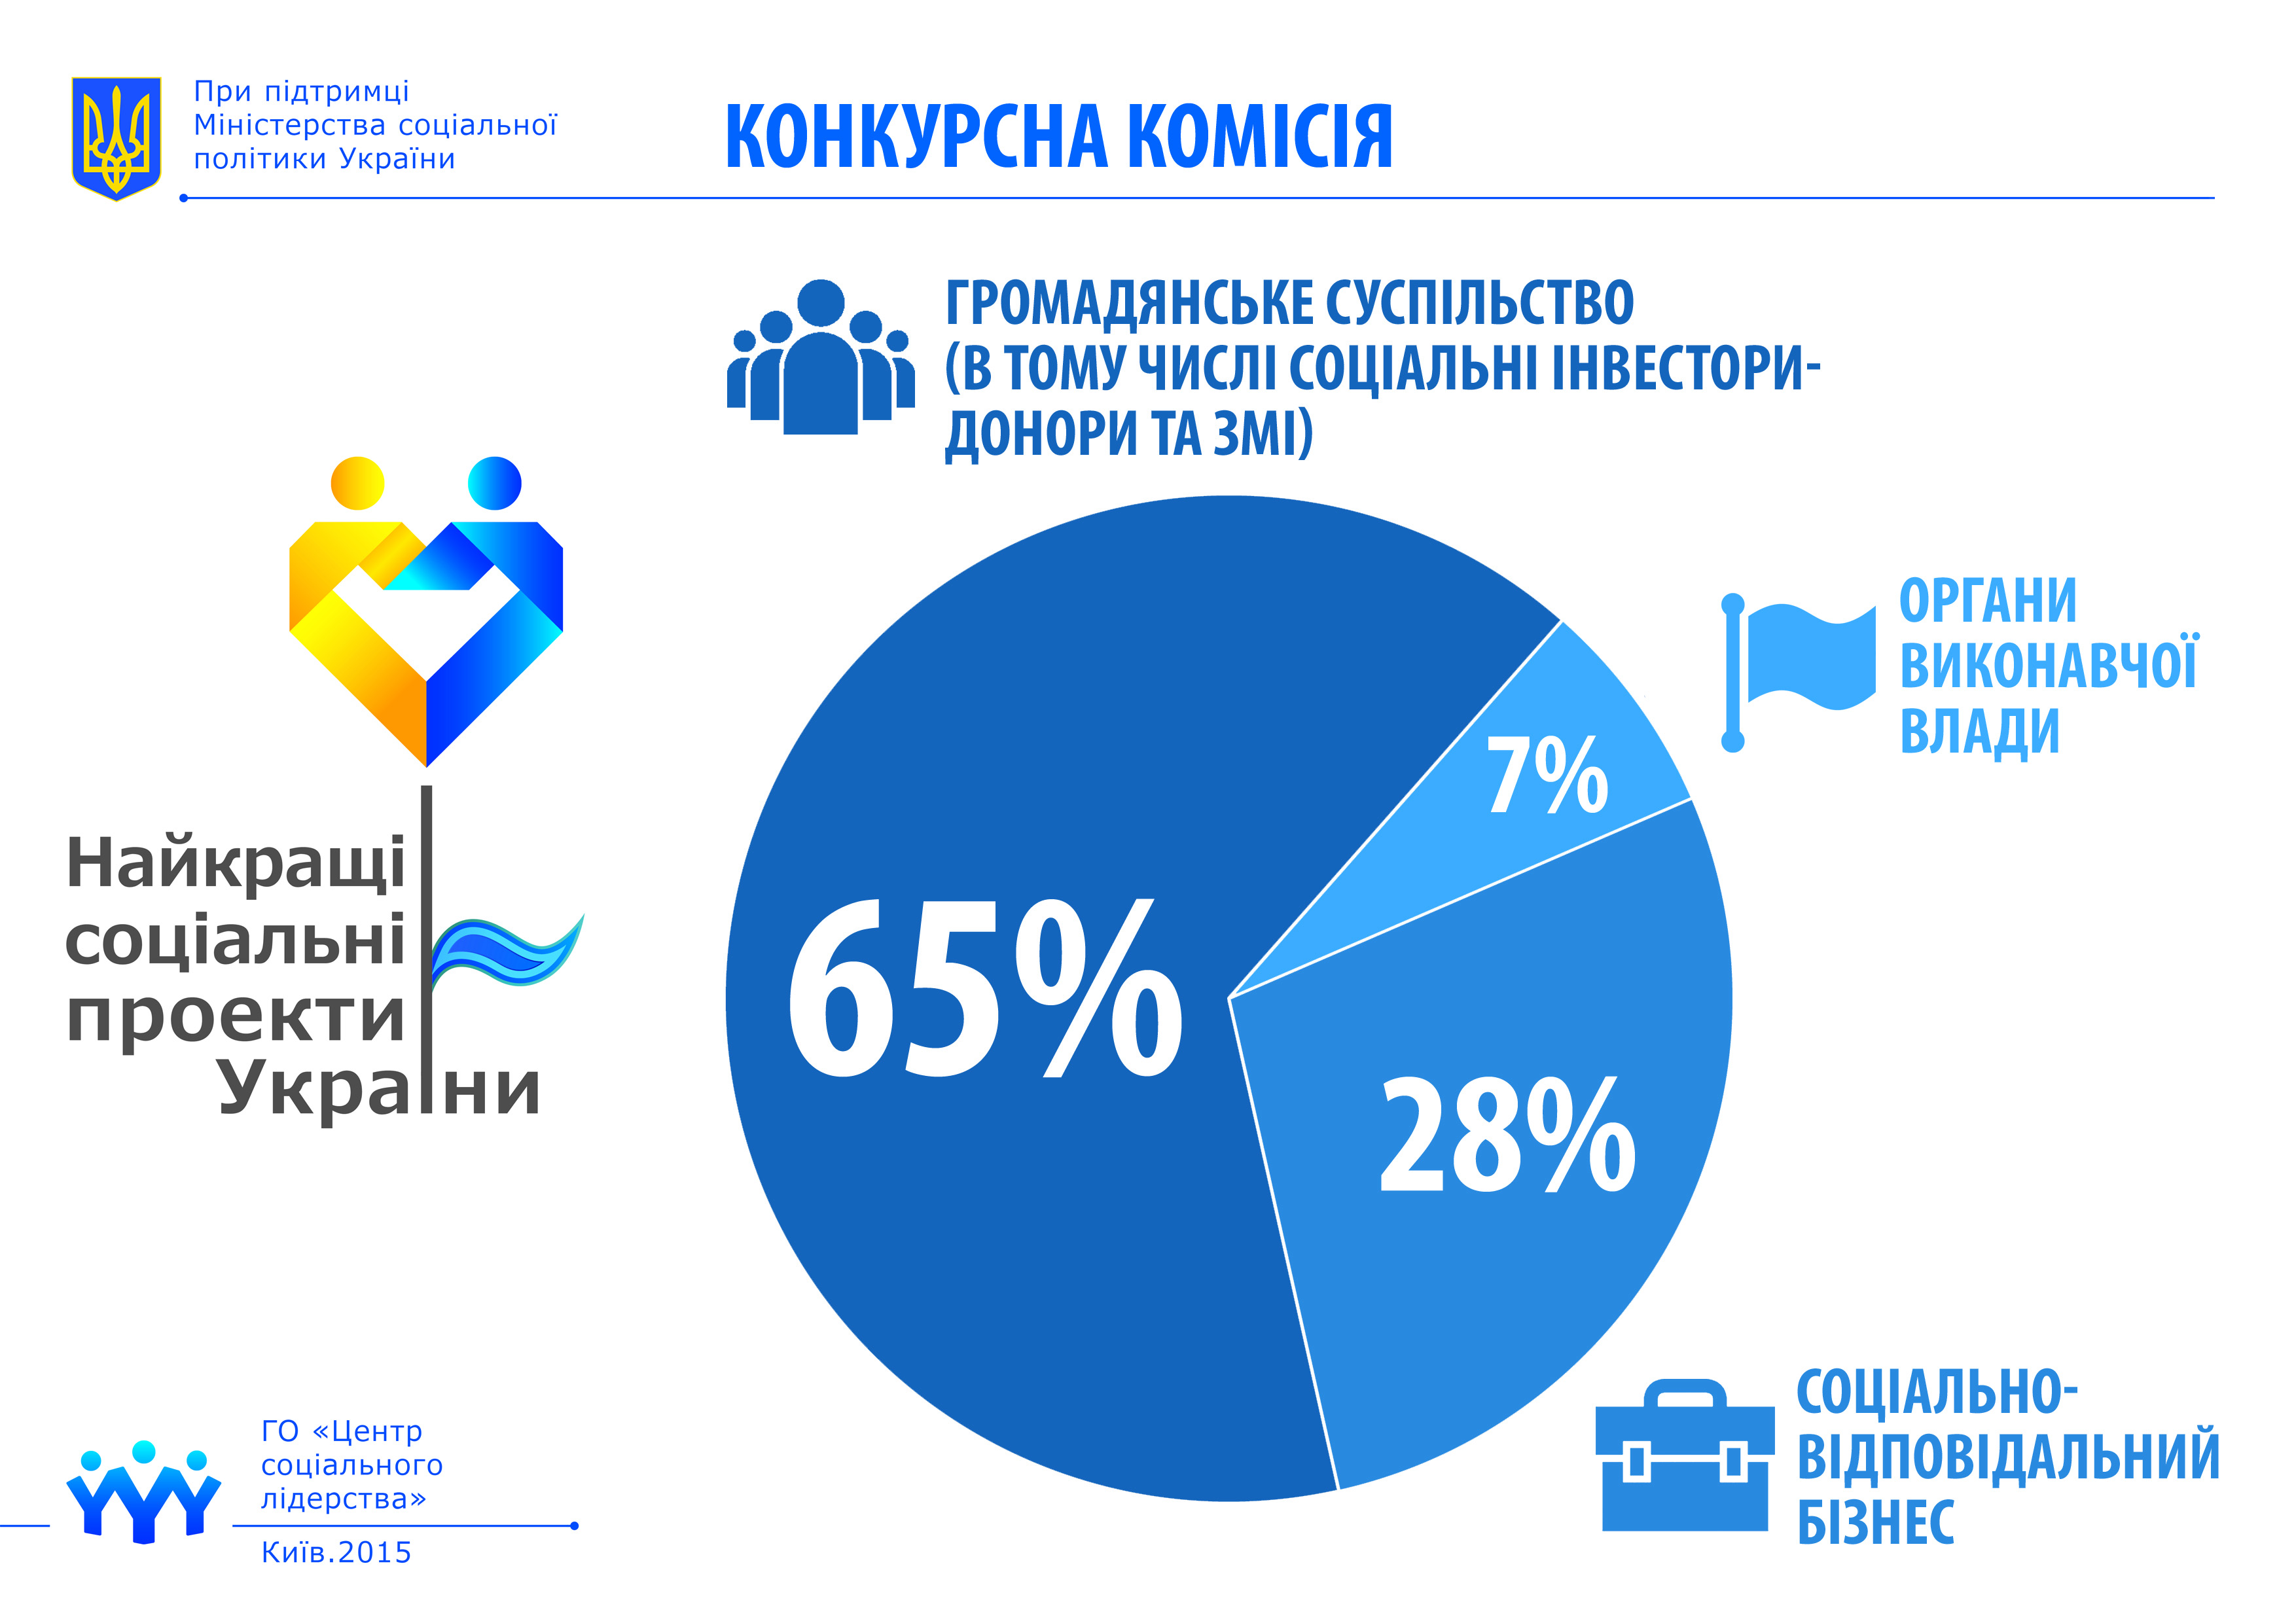 При підтримці
Міністерства соціальної
політики України
КОНКУРСНА КОМІСІЯ
ГРОМАДЯНСЬКЕ СУСПІЛЬСТВО
(В ТОМУ ЧИСЛІ СОЦІАЛЬНІ ІНВЕСТОРИ-
ДОНОРИ ТА ЗМІ)
ОРГАНИ
ВИКОНАВЧОЇ
ВЛАДИ
7%
65%
28%
Найкращі
соціальні
проекти
України
СОЦІАЛЬНО-
ВІДПОВІДАЛЬНИЙ
БІЗНЕС
ГО «Центр
соціального
лідерства»
Київ.2015